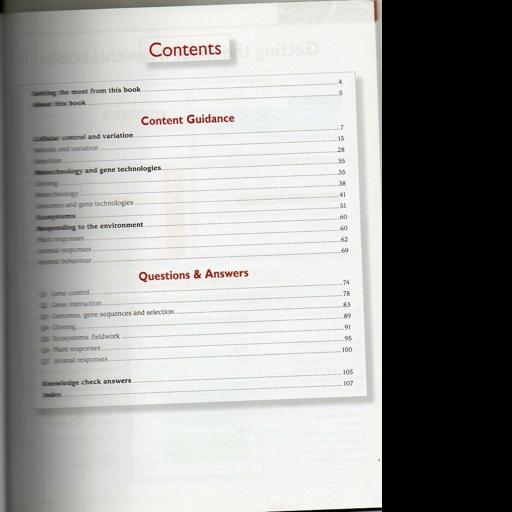 Contents
Getting the most from this book 4
About this book 5
Content Guidance
Cellular control and variation 7
Meiosis and variation 15
Selection 28
Biotechnology and gene technologies 35
Cloning 35
Biotechnology 38
Genomes and gene technologies 41
Ecosystems 51
Responding to the environment 60
Plant responses 60
Animal responses 62
Animal behaviour 69
Questions & Answers
Q1 Gene control 74
Q2 Gene interaction 78
Q3 Genomes, gene sequences and selection 83
Q4 Cloning 89
Q5 Ecosystems: fieldwork 91
Q6 Plant responses 95
Q7 Animal responses 100
Knowledge check answers 105
Index 107